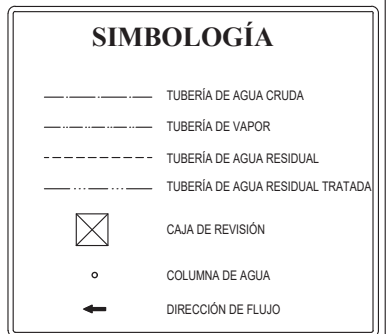 SIMBOLOGÍA
TUBERÍA DE AGUA CRUDA
TUBERÍA DE VAPOR
TUBERÍA DE AGUA RESIDUAL
TUBERÍA DE AGUA RESIDUAL TRATADA
CAJA DE REVISIÓN
COLUMNA DE AGUA
DIRECCIÓN DE FLUJO